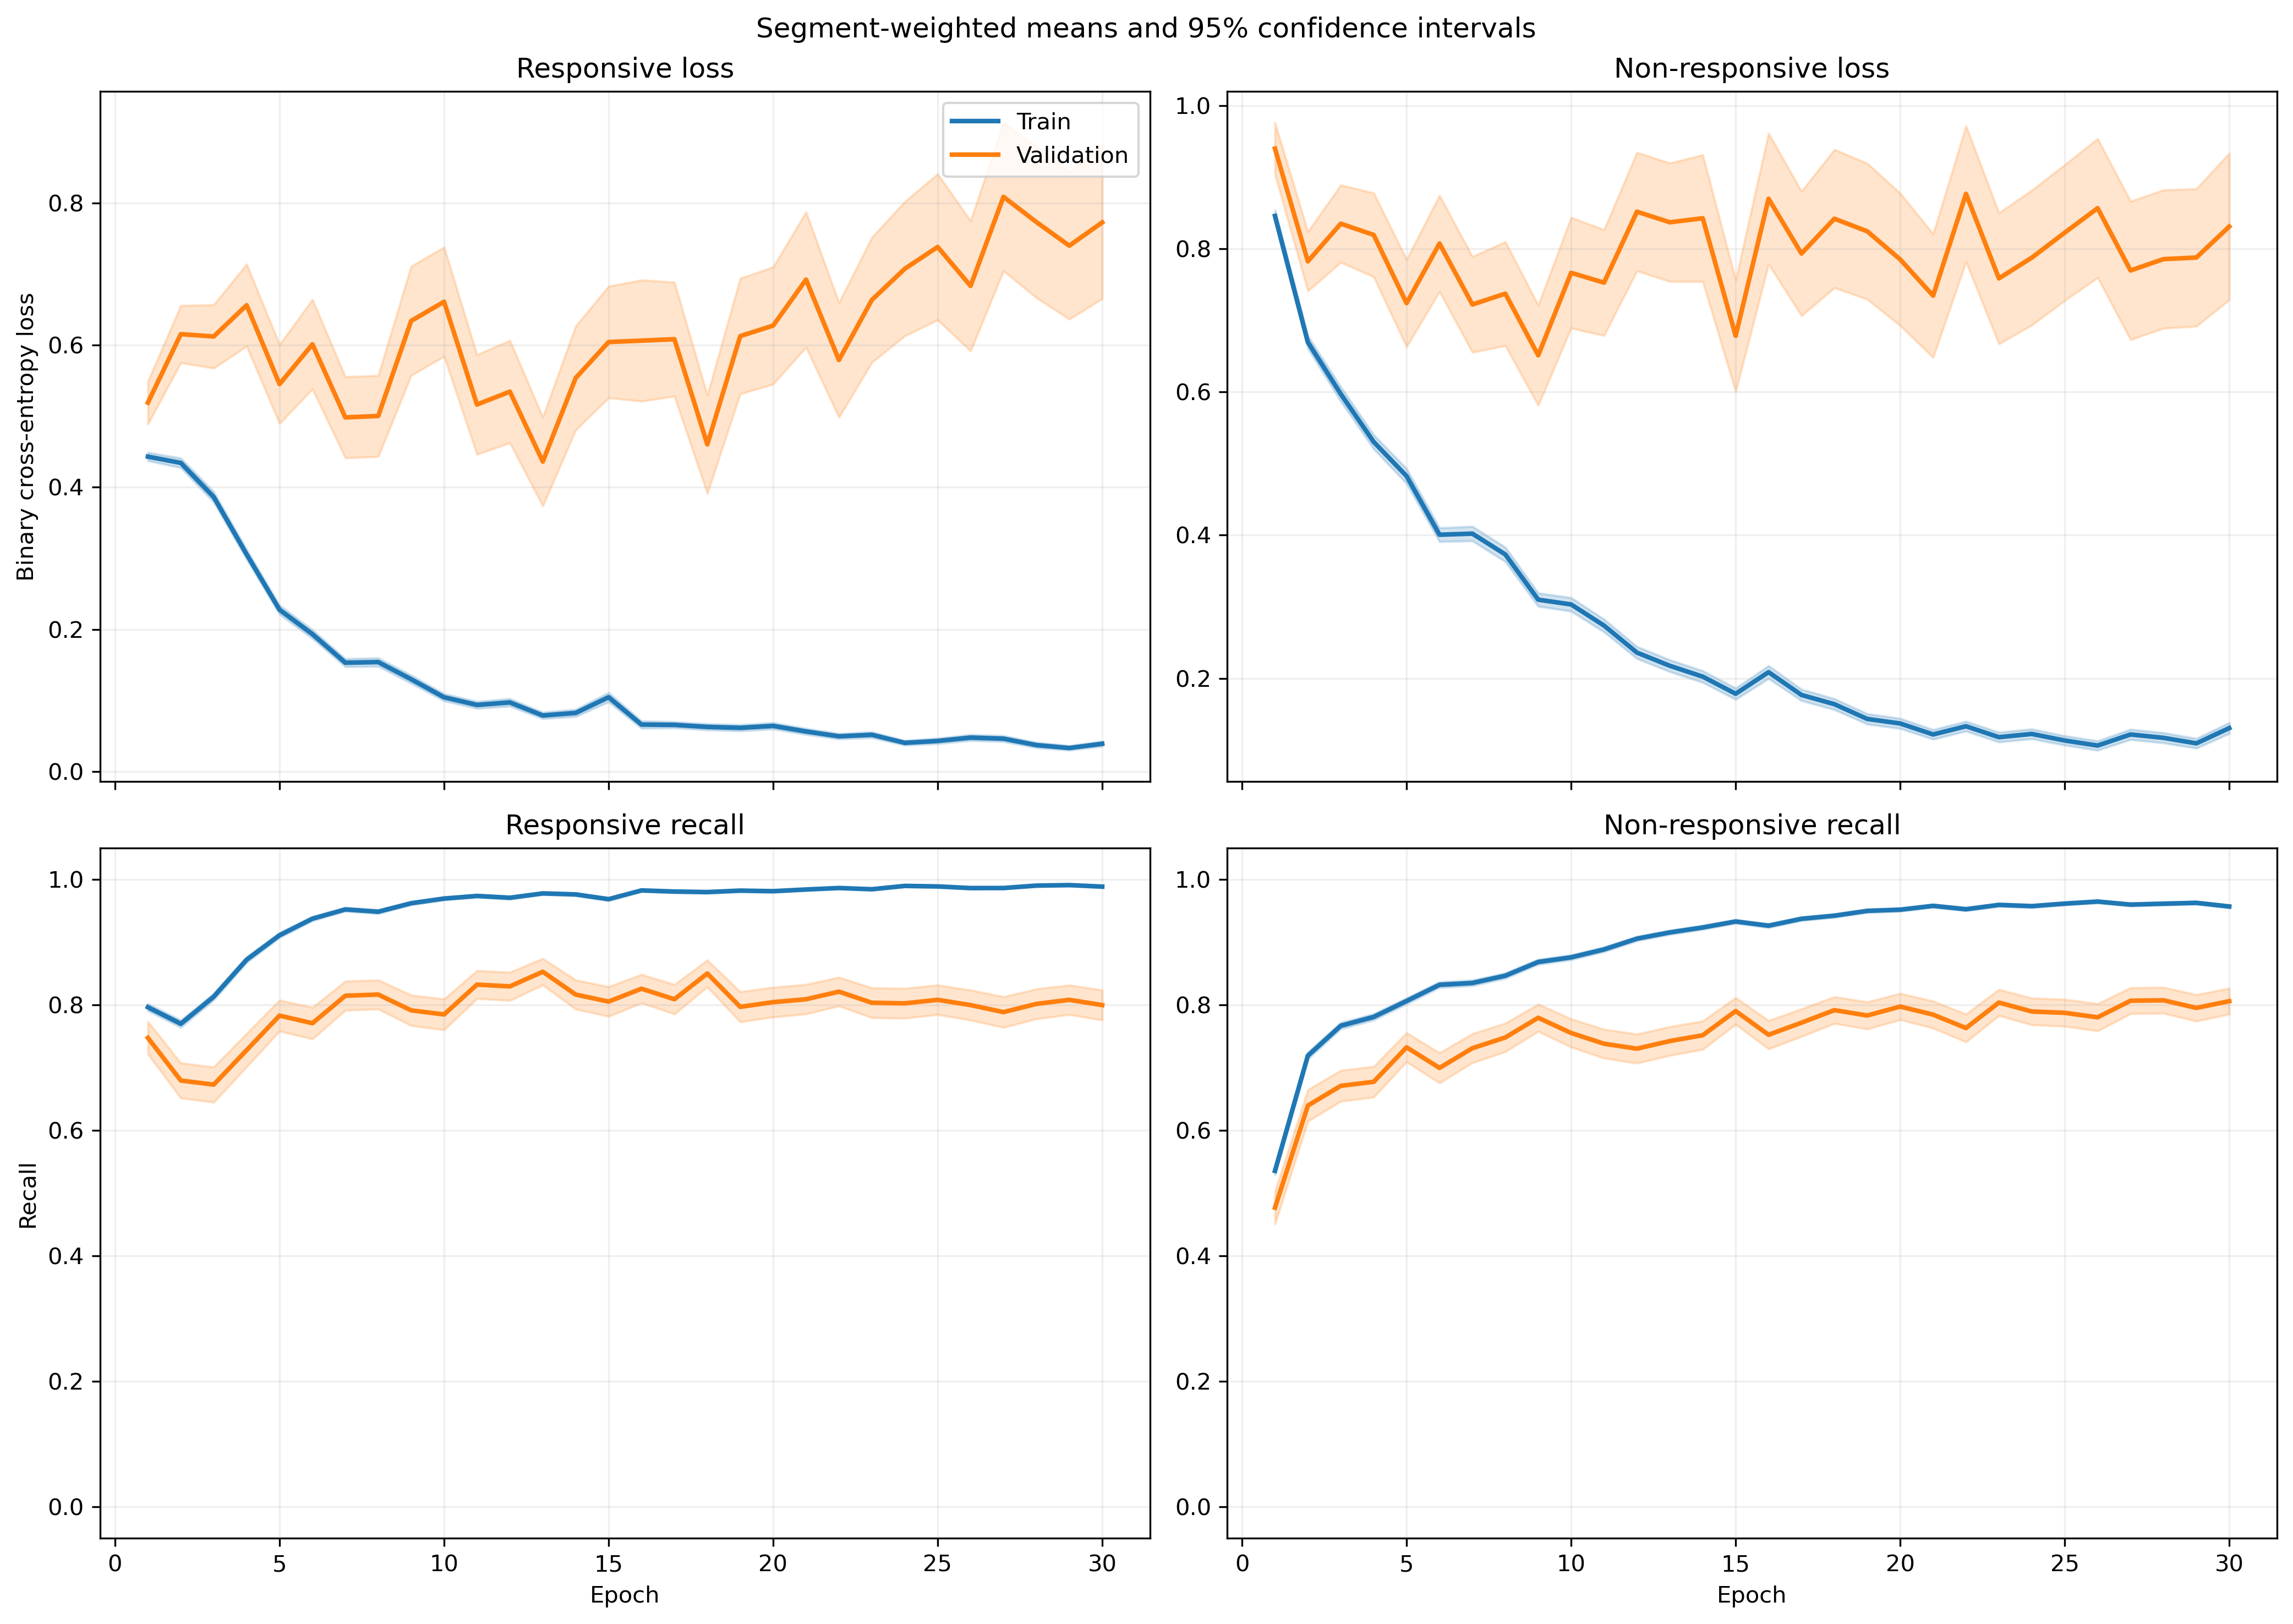 Segment-weighted means and 95% confidence intervals
Responsive loss
Non-responsive loss
Train
Validation
Binary cross-entropy loss
0.8
0.6
0.4
0.2
0.0
1.0
0.8
0.6
0.4
0.2
Responsive recall
Non-responsive recall
Recall
1.0
0.8
0.6
0.4
0.2
0.0
0 5 10 15 20 25 30
Epoch
1.0
0.8
0.6
0.4
0.2
0.0
0 5 10 15 20 25 30
Epoch